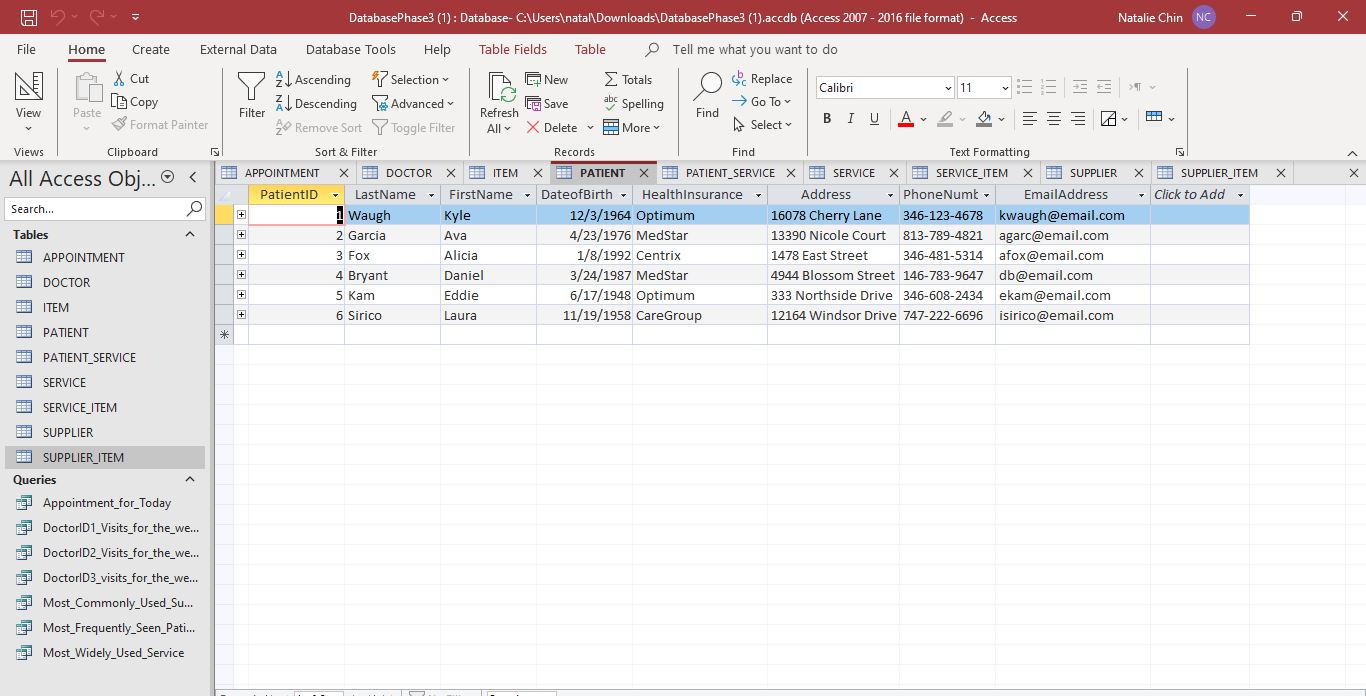 DatabasePhase3 (1) : Database- C:\Users\natal\Downloads\DatabasePhase3 (1).accdb (Access 2007 - 2016 file format) - Access Natalie Chin NC
File Home Create External Data Database Tools Help Table Fields Table Tell me what you want to do
Cut Ascending Selection New Totals Replace Calibri 11
View Paste Copy Filter Descending Advanced Refresh All Save Spelling Find Go To
Format Painter Remove Sort Toggle Filter Delete More Select B I U A
Views Clipboard Sort & Filter Records Find Text Formatting
All Access Obj... APPOINTMENT DOCTOR ITEM PATIENT PATIENT_SERVICE SERVICE SERVICE_ITEM SUPPLIER SUPPLIER_ITEM
PatientID LastName FirstName DateofBirth HealthInsurance Address PhoneNumb EmailAddress Click to Add
1 Waugh Kyle 12/3/1964 Optimum 16078 Cherry Lane 346-123-4678 kwaugh@email.com
2 Garcia Ava 4/23/1976 MedStar 13390 Nicole Court 813-789-4821 agarc@email.com
3 Fox Alicia 1/8/1992 Centrix 1478 East Street 346-481-5314 afox@email.com
4 Bryant Daniel 3/24/1987 MedStar 4944 Blossom Street 146-783-9647 db@email.com
5 Kam Eddie 6/17/1948 Optimum 333 Northside Drive 346-608-2434 ekam@email.com
6 Sirico Laura 11/19/1958 CareGroup 12164 Windsor Drive 747-222-6696 isirico@email.com
Search...
Tables
APPOINTMENT
DOCTOR
ITEM
PATIENT
PATIENT_SERVICE
SERVICE
SERVICE_ITEM
SUPPLIER
SUPPLIER_ITEM
Queries
Appointment_for_Today
DoctorID1_Visits_for_the_we...
DoctorID2_Visits_for_the_we...
DoctorID3_visits_for_the_we...
Most_Commonly_Used_Su...
Most_Frequently_Seen_Pati...
Most_Widely_Used_Service